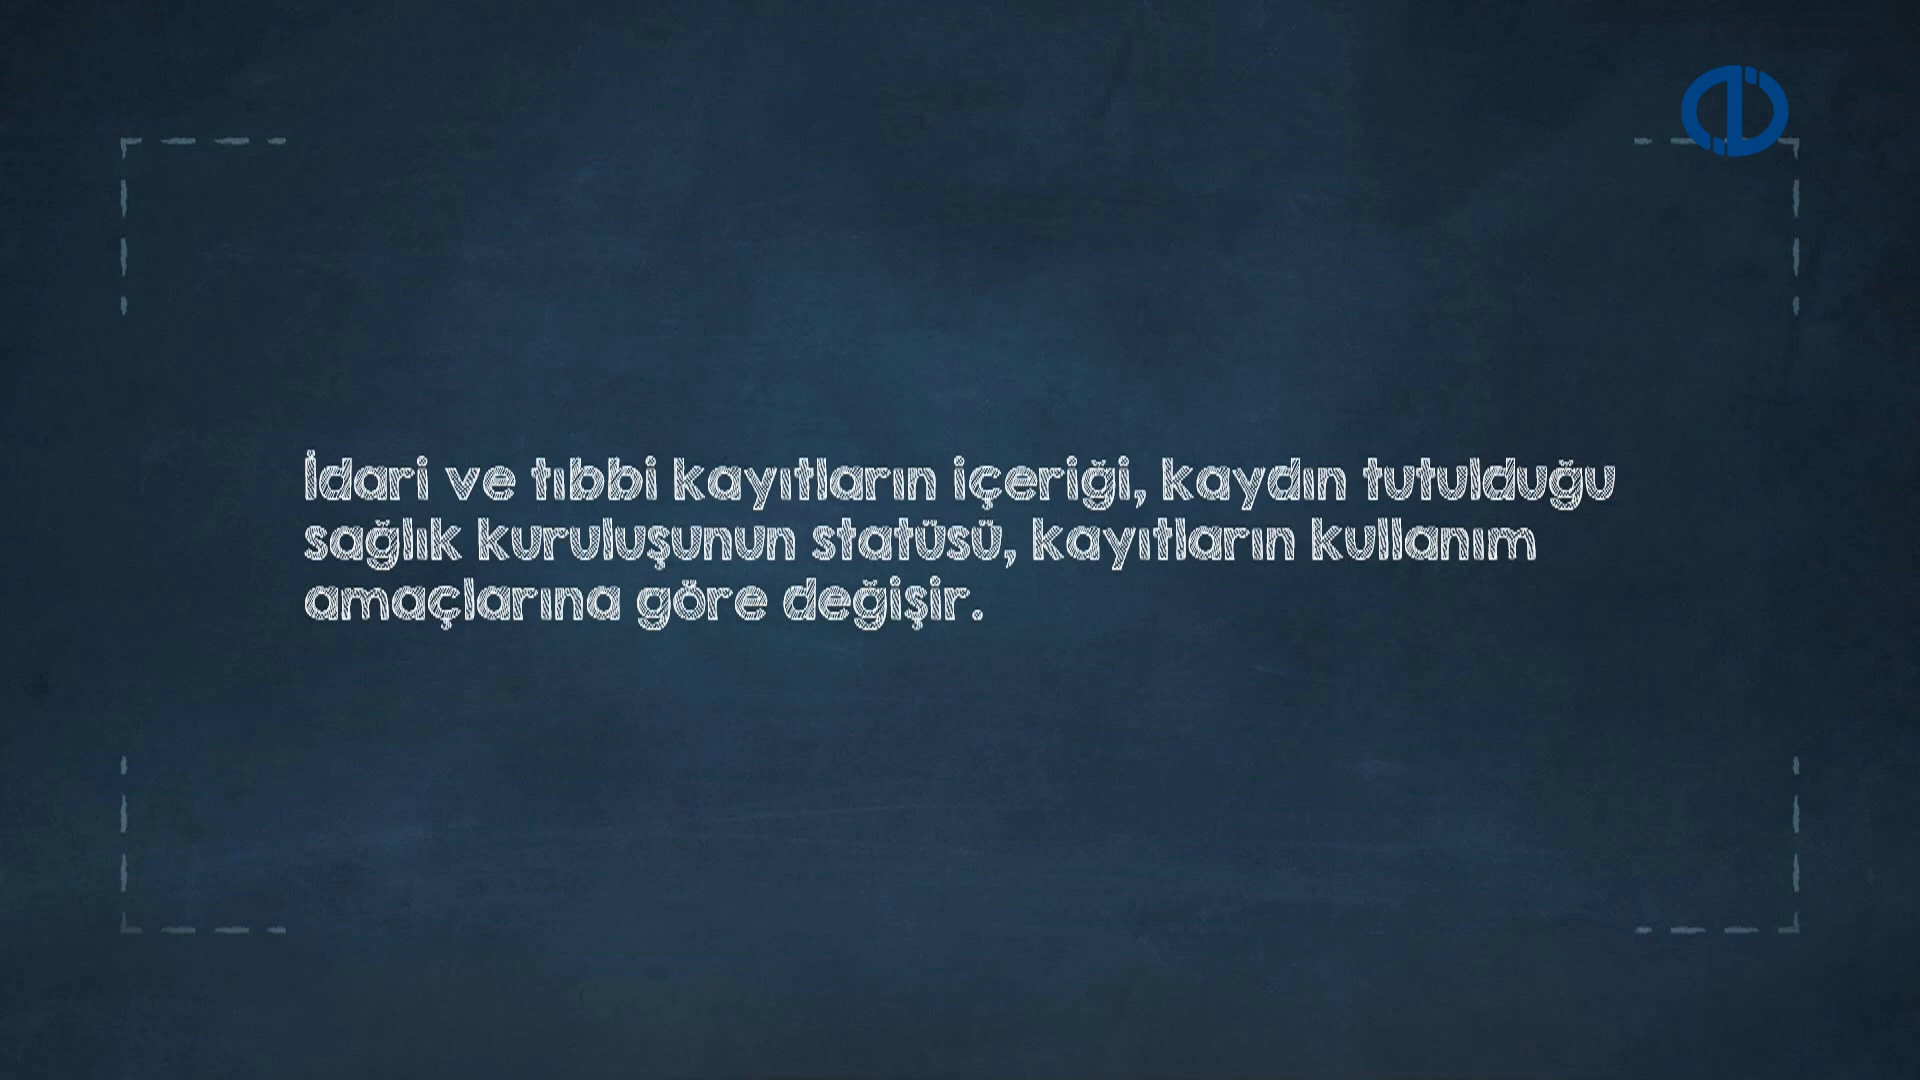 İdari ve tıbbi kayıtların içeriği, kaydın tutulduğu
sağlık kuruluşunun statüsü, kayıtların kullanım
amaçlarına göre değişir.